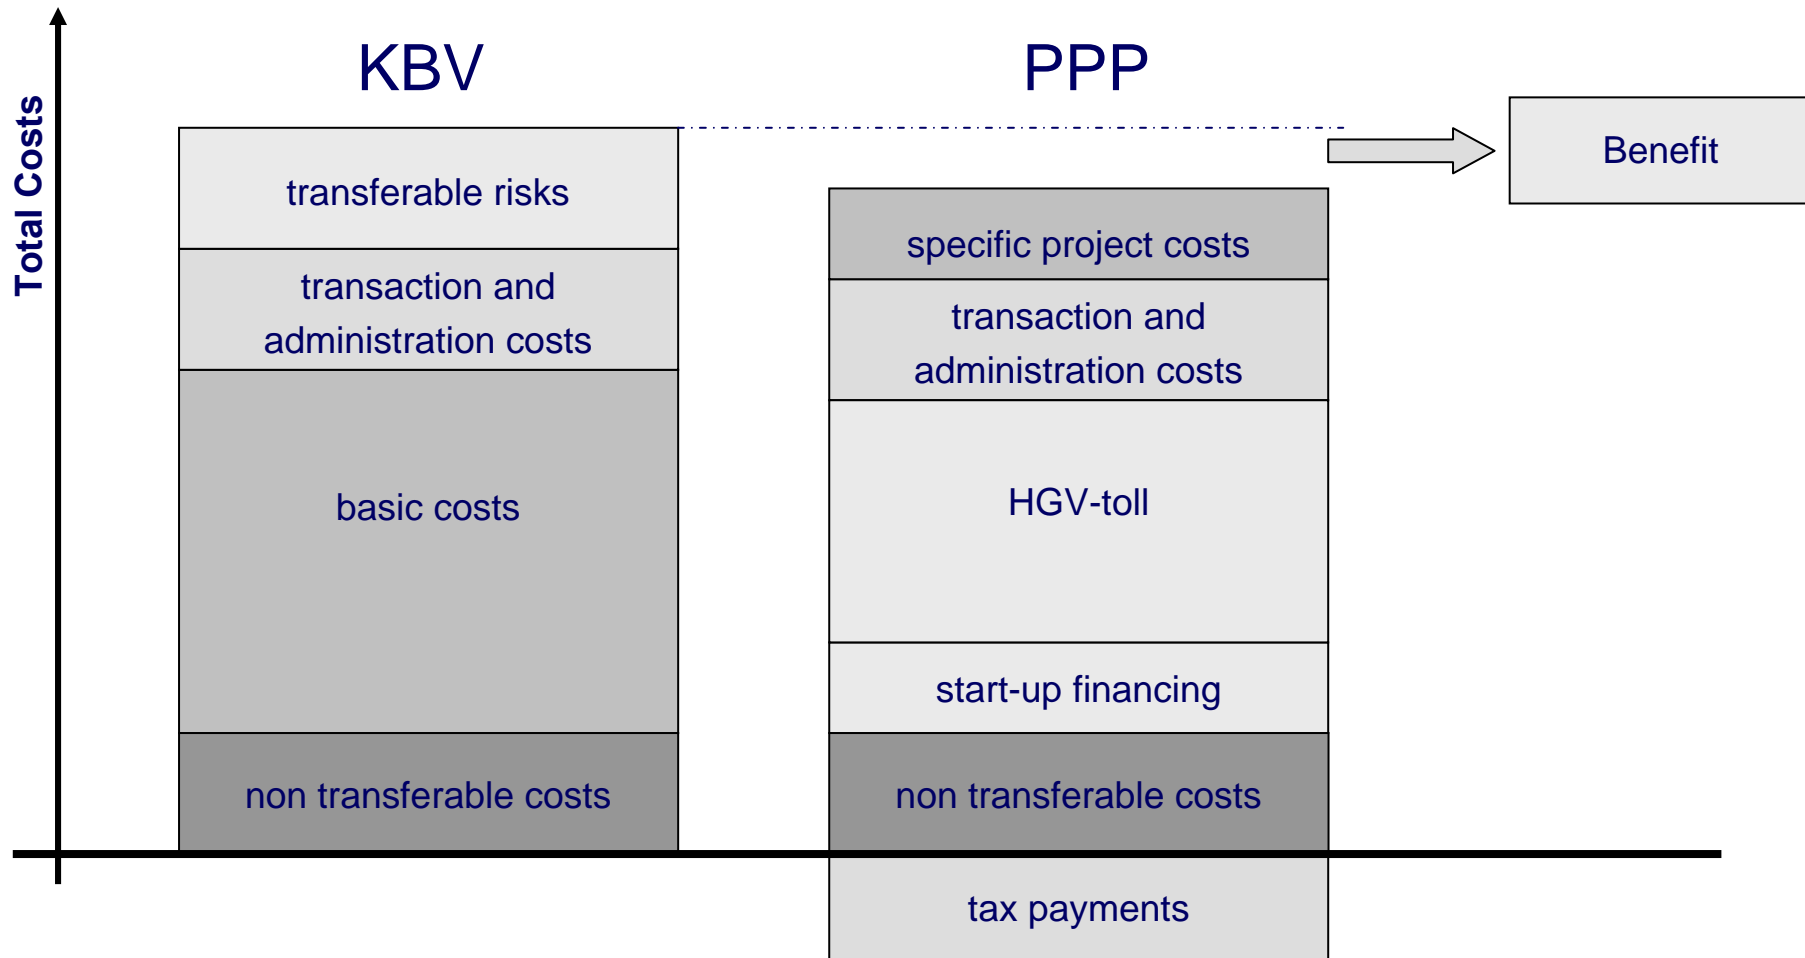 KBV
PPP
Total Costs
Benefit
transferable risks
transaction and
administration costs
basic costs
non transferable costs
specific project costs
transaction and
administration costs
HGV-toll
start-up financing
non transferable costs
tax payments